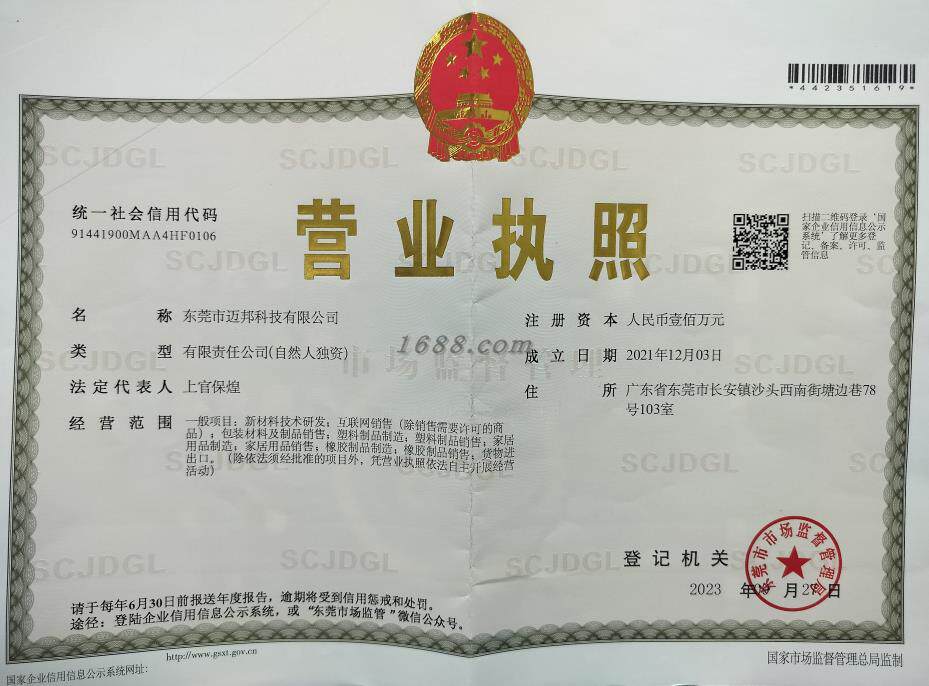 *442351619*
营业执照
统一社会信用代码
91441900MAA4HF0106
扫描二维码登录‘国
家企业信用信息公示
系统’了解更多登
记、备案、许可、监
管信息
名 称 东莞市迈邦科技有限公司
类 型 有限责任公司(自然人独资)
法定代表人 上官保煌
经营范围 一般项目：新材料技术研发；互联网销售（除销售需要许可的商
品）；包装材料及制品销售；塑料制品制造；塑料制品销售；家居
用品制造；家居用品销售；橡胶制品制造；橡胶制品销售；货物进
出口。（除依法须经批准的项目外，凭营业执照依法自主开展经营
活动）
注册资本 人民币壹佰万元
成立日期 2021年12月03日
住 所 广东省东莞市长安镇沙头西南街塘边巷78
号103室
1688.com
市场监督管理
SCJDGL
登记机关
东莞市市场监督管理局
2023 年 月 日
请于每年6月30日前报送年度报告，逾期将受到信用惩戒和处罚。
途径：登陆企业信用信息公示系统，或“东莞市场监管”微信公众号。
国家企业信用信息公示系统网址：
http://www.gsxt.gov.cn
国家市场监督管理总局监制